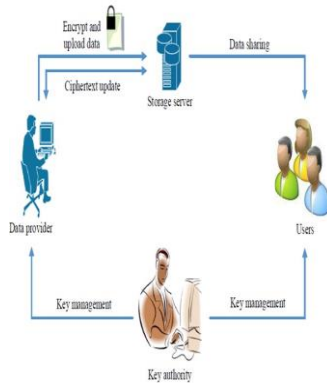 Encrypt and
upload data
Data sharing
Ciphertext update
Storage server
Data provider
Users
Key management
Key management
Key authority